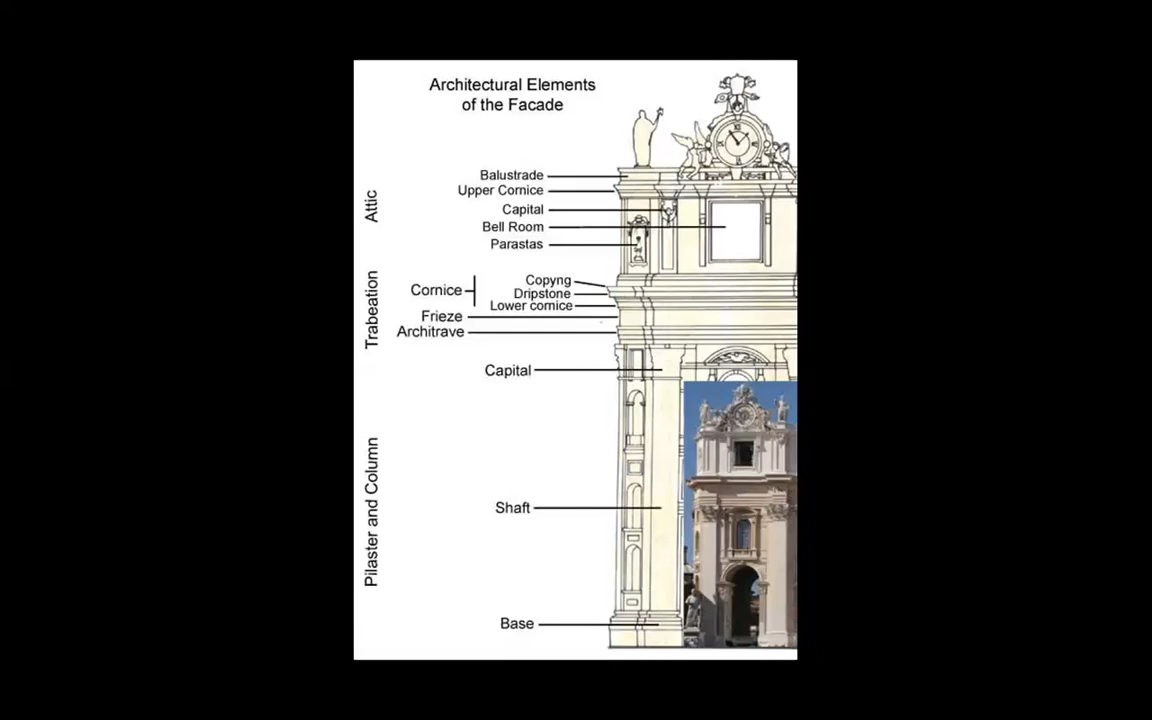 Architectural Elements
of the Facade
Attic
Balustrade
Upper Cornice
Capital
Bell Room
Parastas
Trabeation
Cornice
Copyng
Dripstone
Lower cornice
Frieze
Architrave
Pilaster and Column
Capital
Shaft
Base